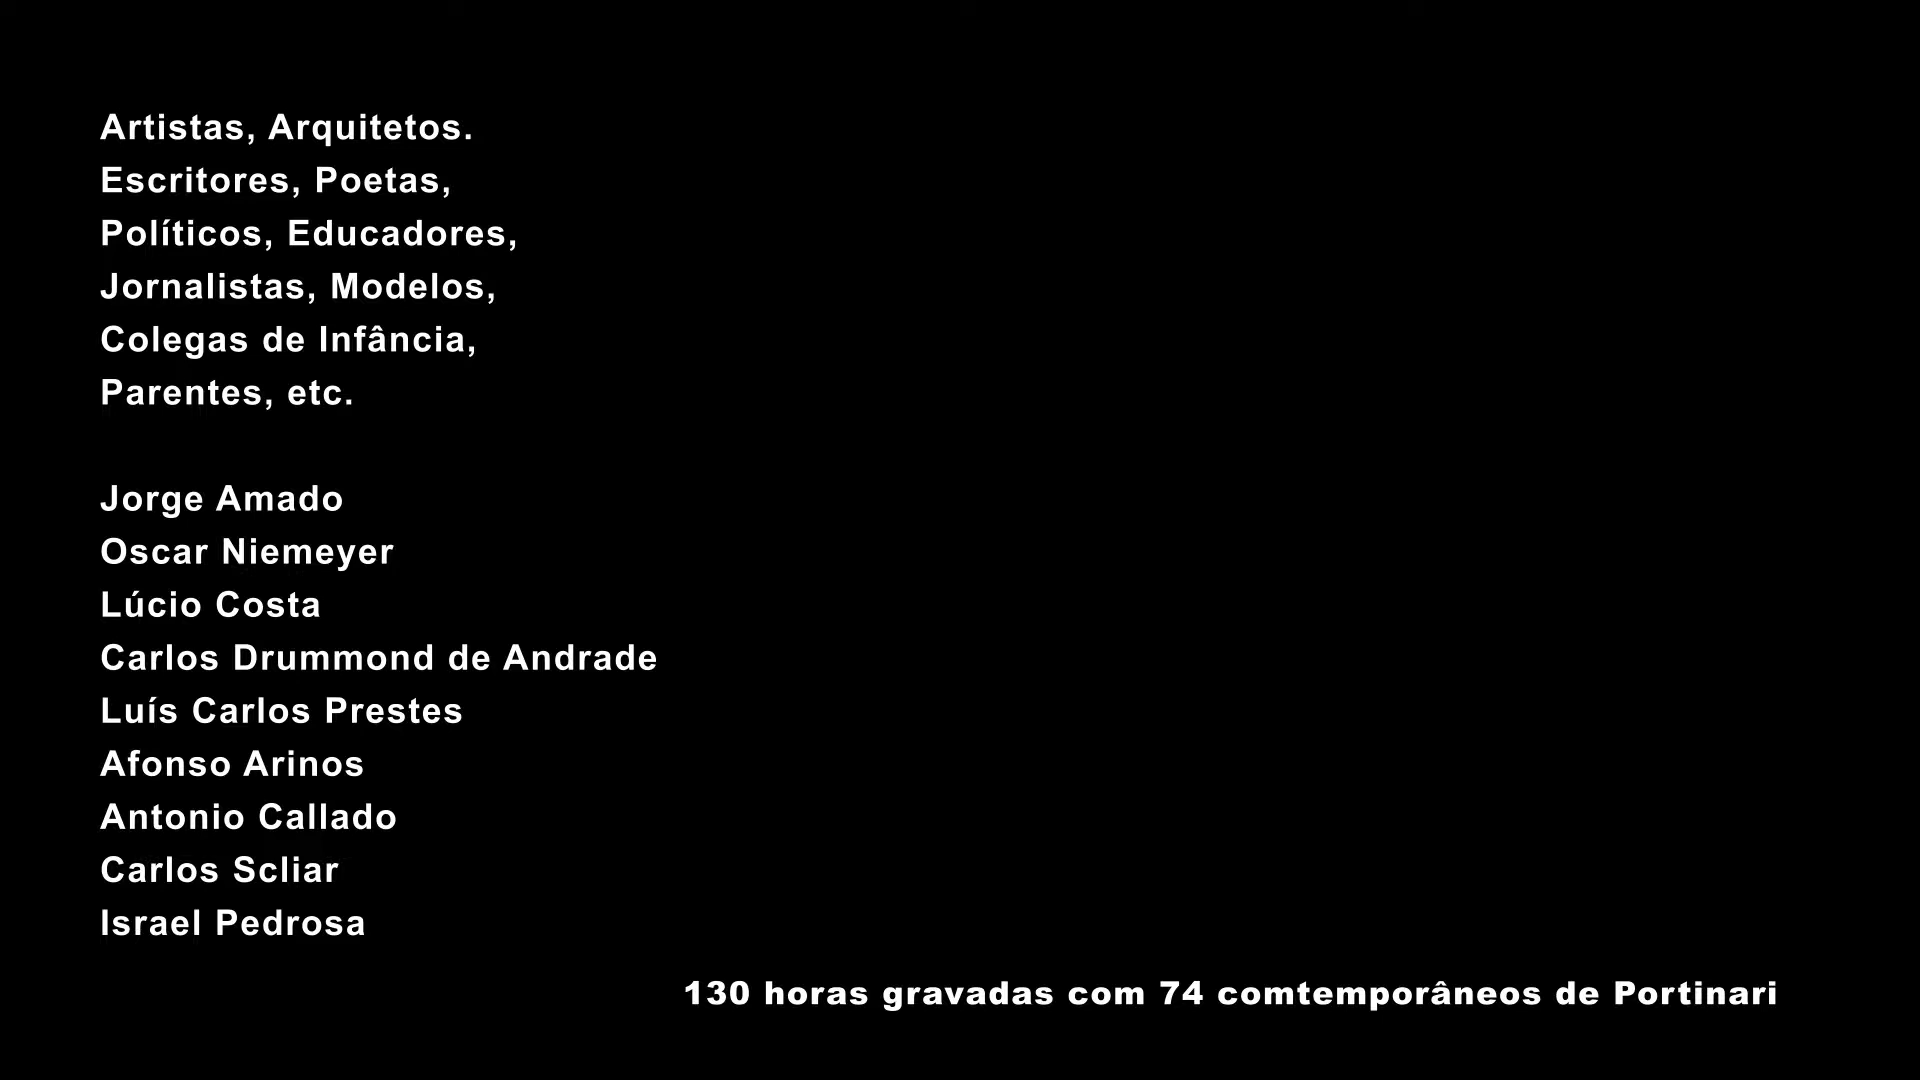 Artistas, Arquitetos.
Escritores, Poetas,
Políticos, Educadores,
Jornalistas, Modelos,
Colegas de Infância,
Parentes, etc.
Jorge Amado
Oscar Niemeyer
Lúcio Costa
Carlos Drummond de Andrade
Luís Carlos Prestes
Afonso Arinos
Antonio Callado
Carlos Scliar
Israel Pedrosa
130 horas gravadas com 74 comtemporâneos de Portinari